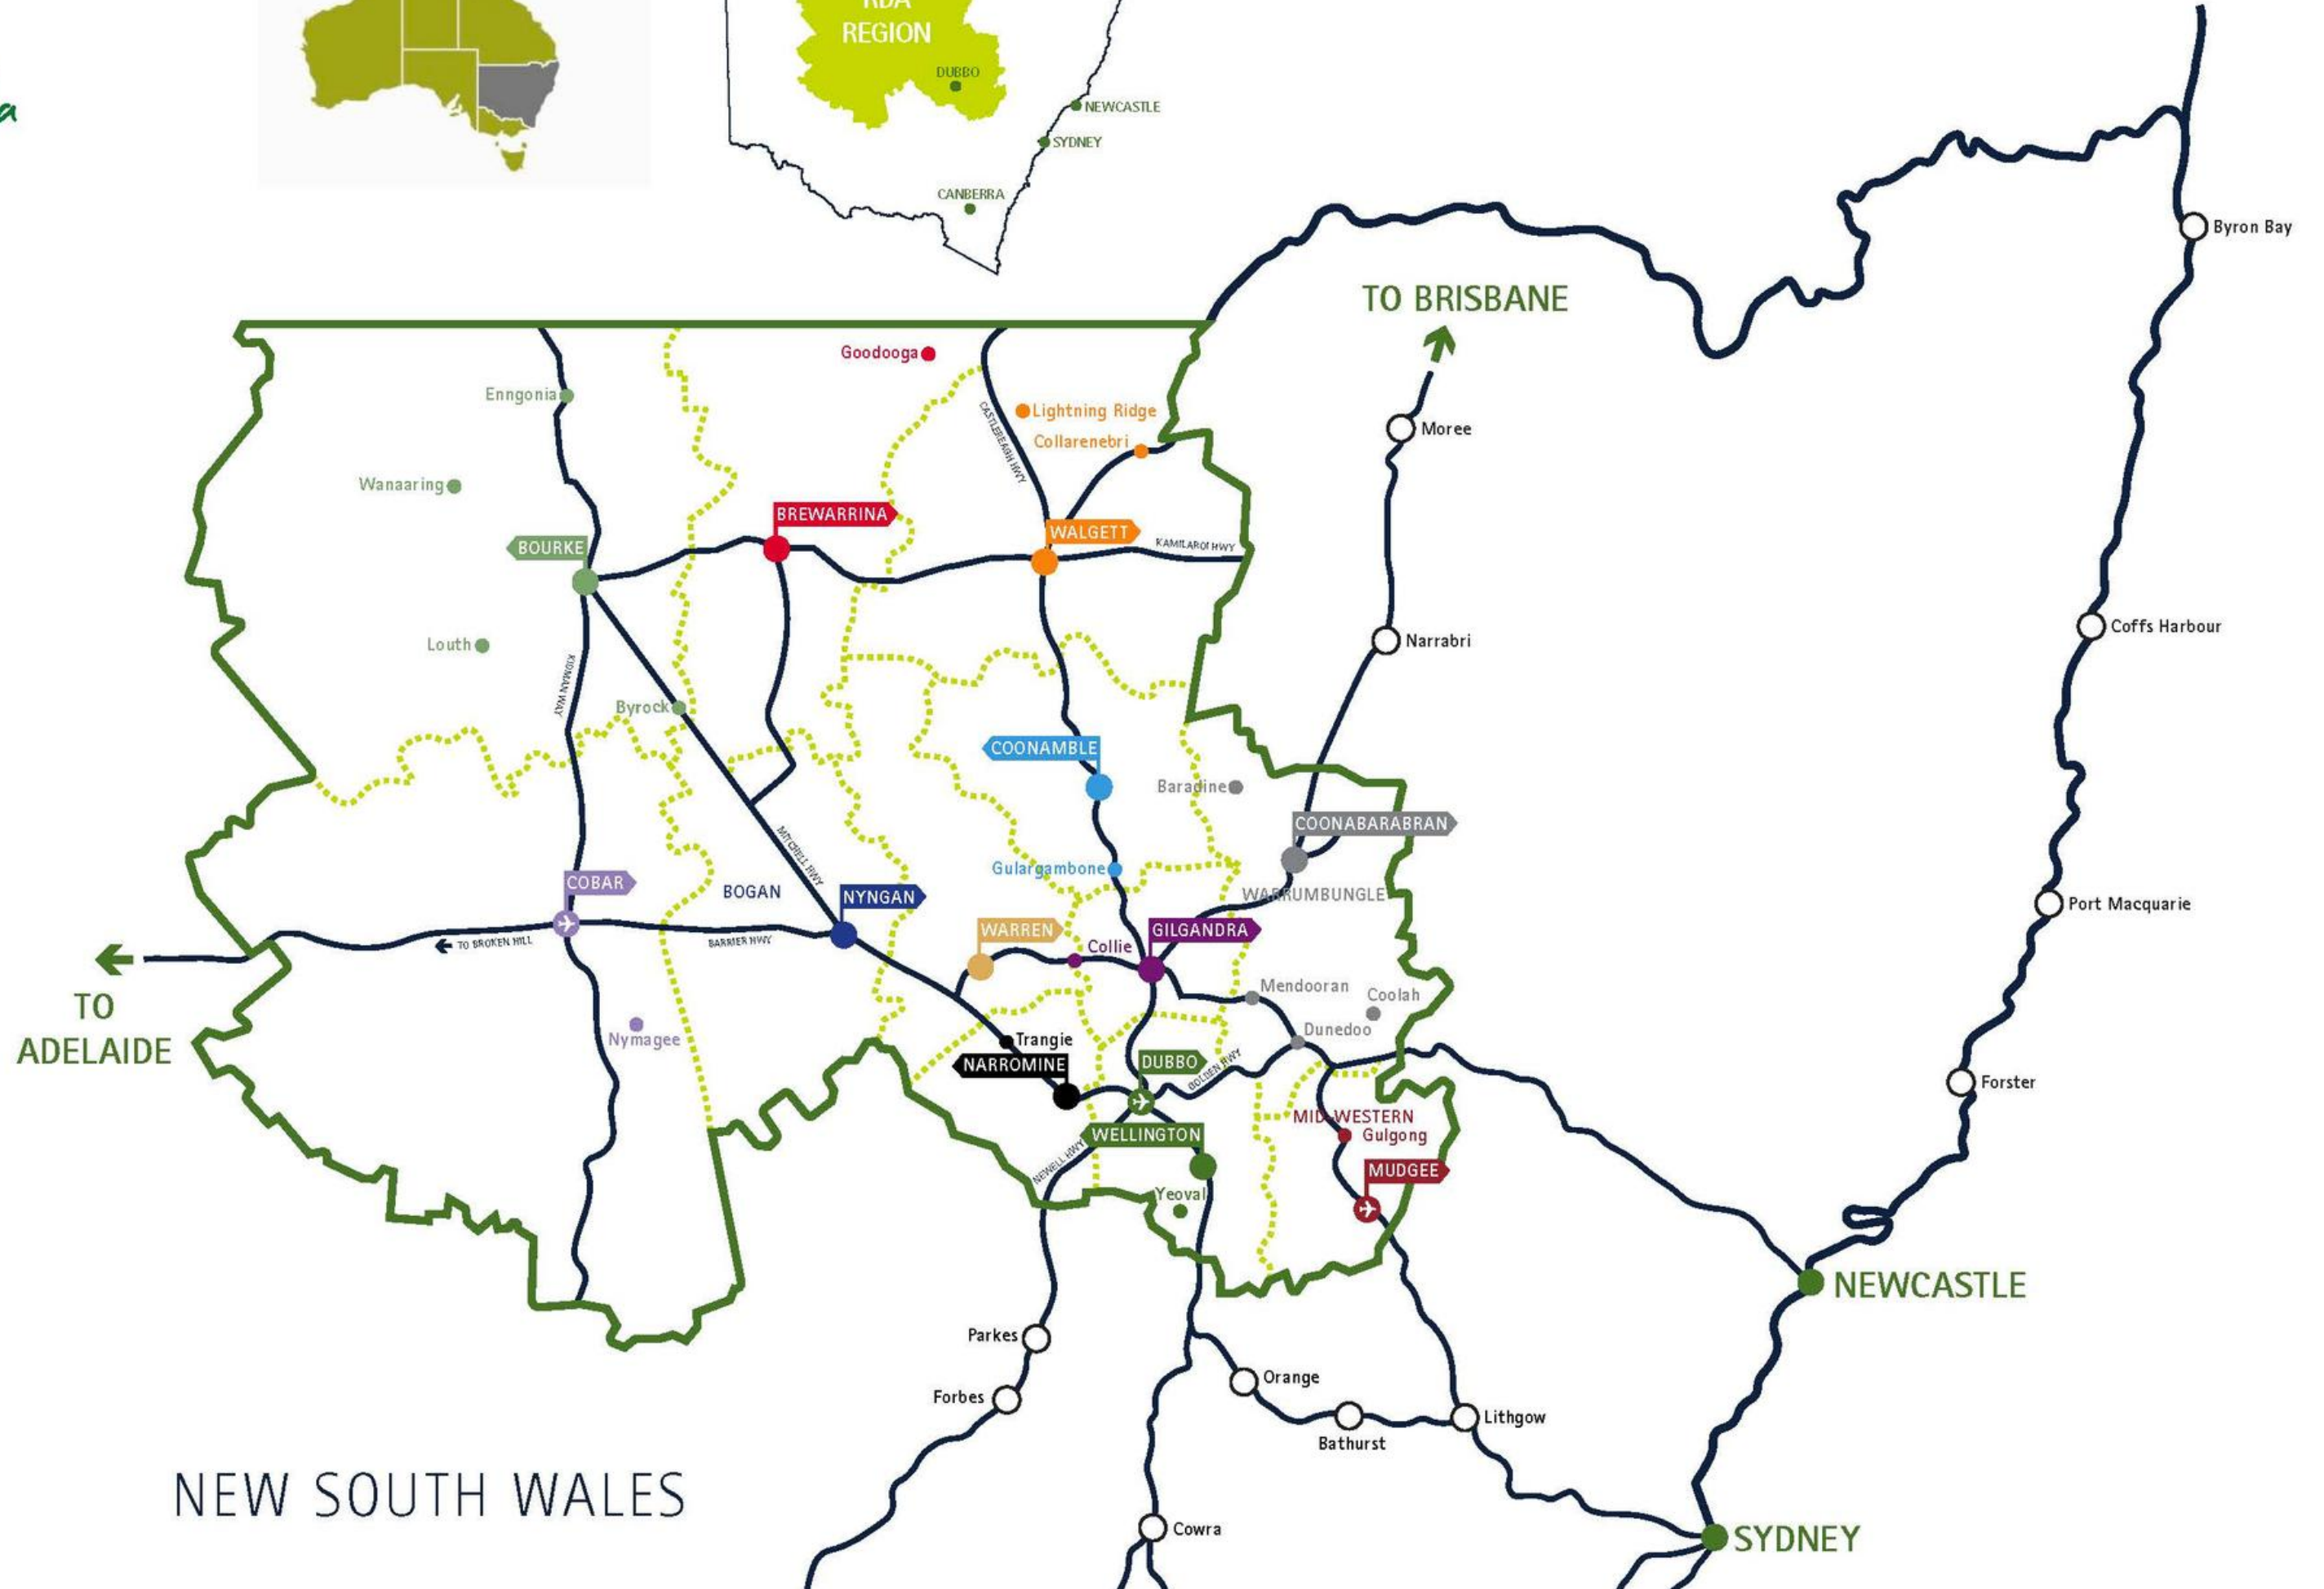 RDA
REGION
DUBBO
NEWCASTLE
SYDNEY
CANBERRA
Byron Bay
TO BRISBANE
Goodooga
Enngonia
Lightning Ridge
CASTLEREAGH HWY
Collarenebri
Moree
Wanaaring
BREWARRINA
WALGETT
KAMILAROI HWY
BOURKE
Coffs Harbour
Louth
Narrabri
KIDMAN WAY
Byrock
COONAMBLE
Baradine
COONABARABRAN
MITCHELL HWY
Gulargambone
COBAR
BOGAN
NYNGAN
WARRUMBUNGLE
Port Macquarie
WARREN
GILGANDRA
TO BROKEN HILL
BARRIER HWY
Collie
TO
ADELAIDE
Mendooran
Coolah
Nymagee
Trangie
Dunedoo
NARROMINE
DUBBO
GOLDEN HWY
Forster
MID-WESTERN
WELLINGTON
Gulgong
NEWELL HWY
MUDGEE
Yeoval
NEWCASTLE
Parkes
Orange
Forbes
Lithgow
Bathurst
NEW SOUTH WALES
Cowra
SYDNEY